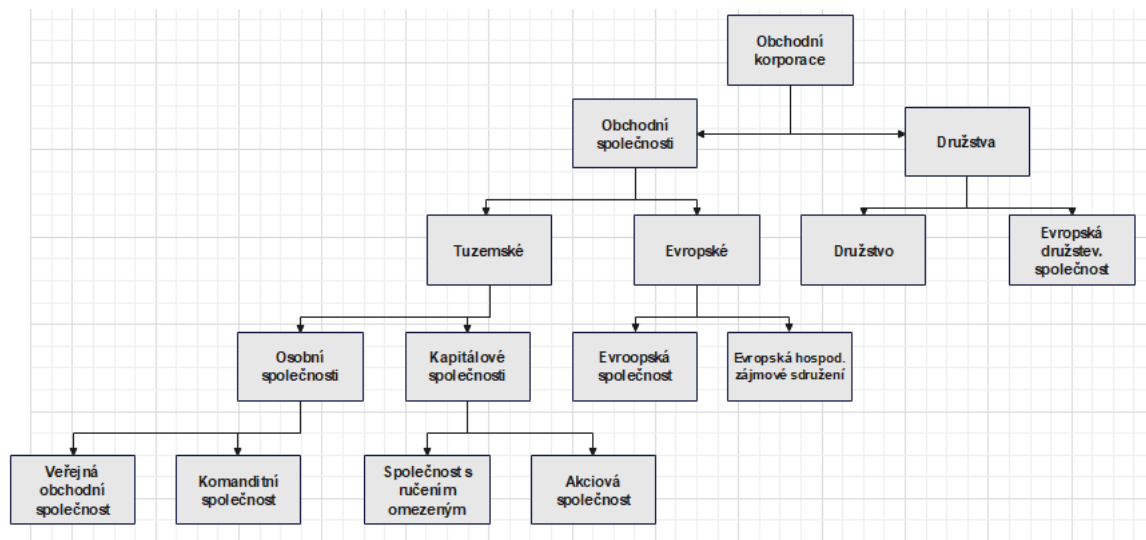 Obchodní
korporace
Obchodní
společnosti
Družstva
Tuzemské
Evropské
Družstvo
Evropská
družstev.
společnost
Osobní
společnosti
Kapitálové
společnosti
Evroopská
společnost
Evropská hospod.
zájmové sdružení
Veřejná
obchodní
společnost
Komanditní
společnost
Společnost s
ručením
omezeným
Akciová
společnost